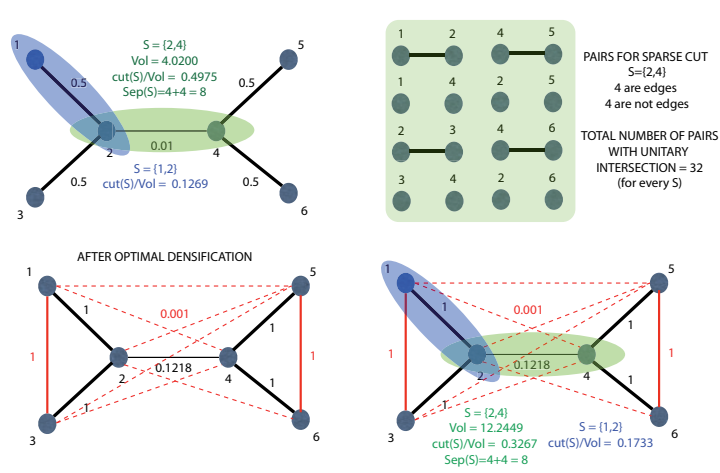 1
5
0.5
0.5
S = {2,4}
Vol = 4.0200
cut(S)/Vol = 0.4975
Sep(S)=4+4 = 8
0.01
2
4
S = {1,2}
cut(S)/Vol = 0.1269
0.5
0.5
3
6
1 2 4 5
1 4 2 5
2 3 4 6
3 4 2 6
PAIRS FOR SPARSE CUT
S={2,4}
4 are edges
4 are not edges
TOTAL NUMBER OF PAIRS
WITH UNITARY
INTERSECTION = 32
(for every S)
AFTER OPTIMAL DENSIFICATION
1
5
1
0.001
1
1
1
0.1218
2
4
1
1
3
6
1
5
0.001
1
1
1
1
0.1218
2
4
1
1
3
6
S = {2,4}
Vol = 12.2449
cut(S)/Vol = 0.3267
Sep(S)=4+4 = 8
S = {1,2}
cut(S)/Vol = 0.1733